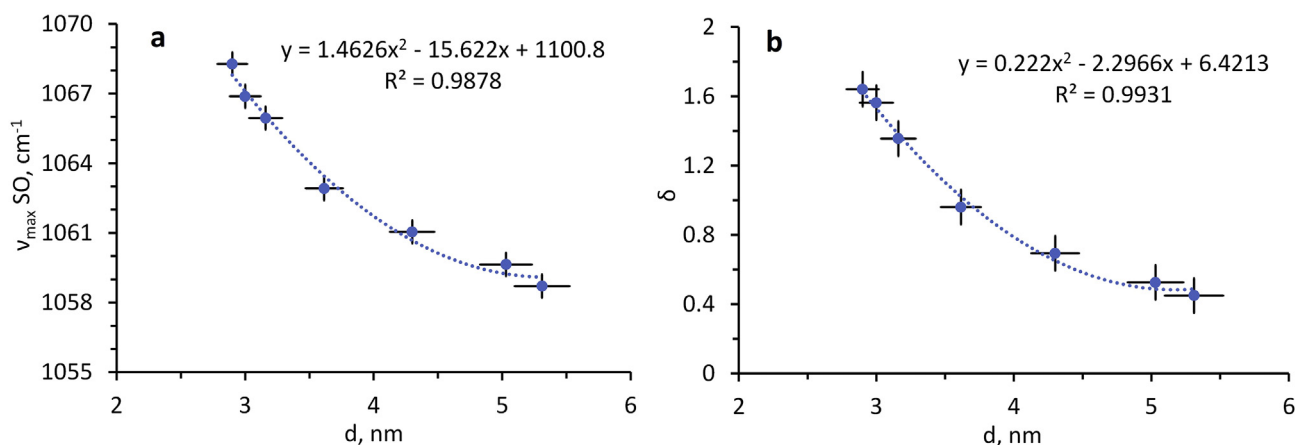 a
y = 1.4626x² - 15.622x + 1100.8
R² = 0.9878
1070
1067
1064
1061
1058
1055
ν_max SO, cm⁻¹
2 3 4 5 6
d, nm
b
y = 0.222x² - 2.2966x + 6.4213
R² = 0.9931
2
1.6
1.2
0.8
0.4
0
δ
2 3 4 5 6
d, nm